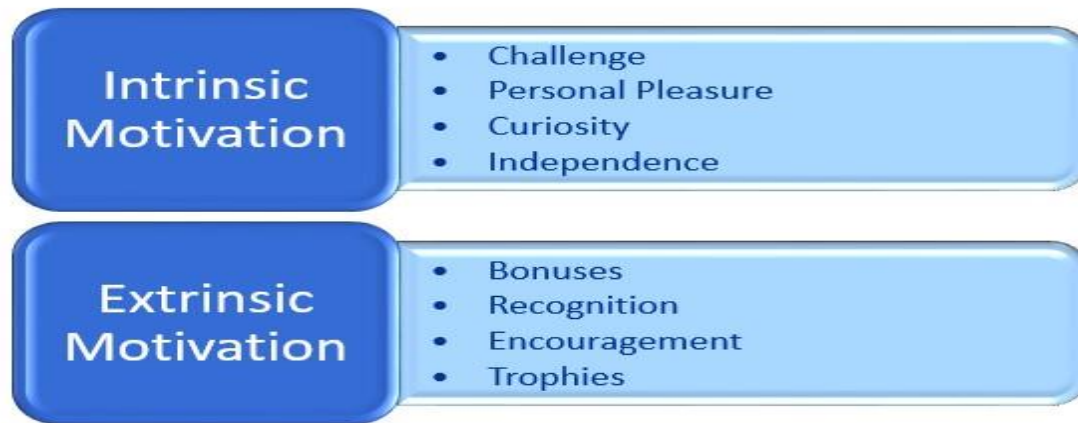 Intrinsic
Motivation
• Challenge
• Personal Pleasure
• Curiosity
• Independence
Extrinsic
Motivation
• Bonuses
• Recognition
• Encouragement
• Trophies